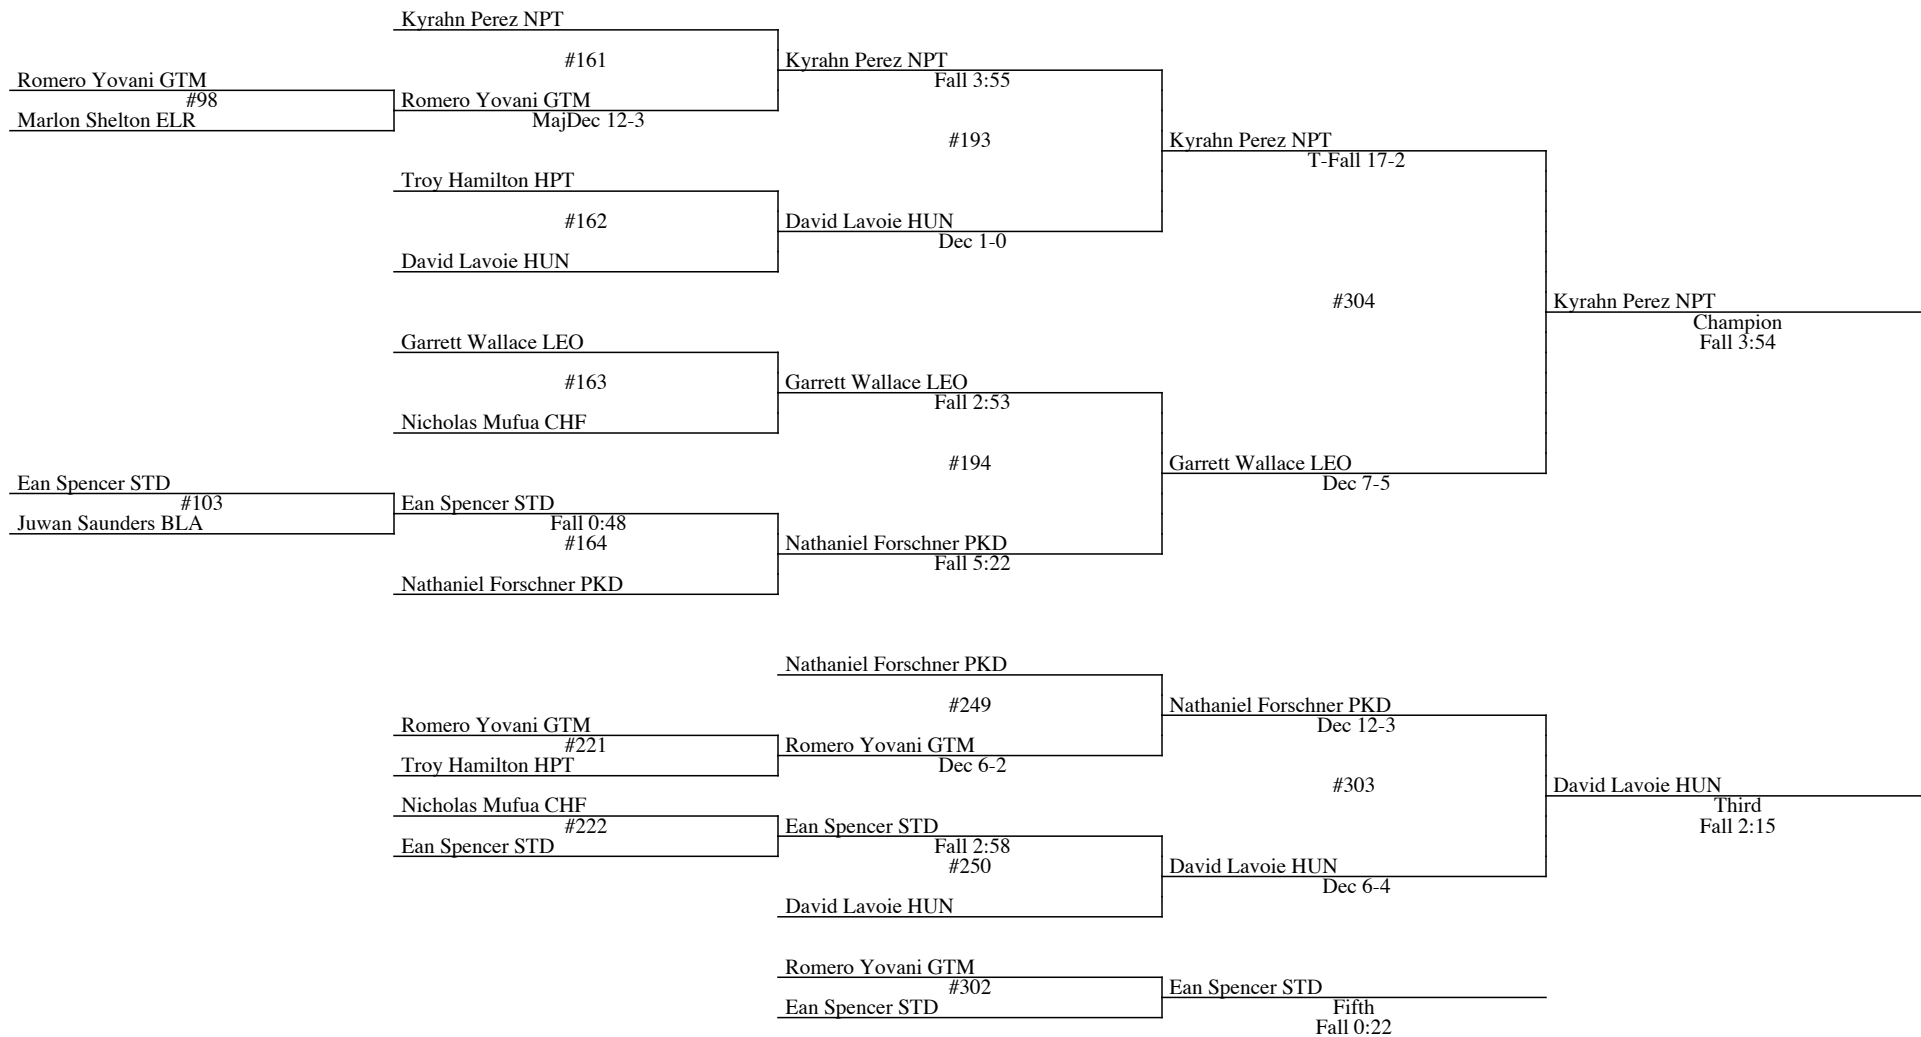 Kyrahn Perez NPT
#161
Kyrahn Perez NPT
Fall 3:55
Romero Yovani GTM
#98
Romero Yovani GTM
Marlon Shelton ELR
MajDec 12-3
#193
Kyrahn Perez NPT
T-Fall 17-2
Troy Hamilton HPT
#162
David Lavoie HUN
Dec 1-0
David Lavoie HUN
#304
Kyrahn Perez NPT
Champion
Fall 3:54
Garrett Wallace LEO
#163
Garrett Wallace LEO
Fall 2:53
Nicholas Mufua CHF
#194
Garrett Wallace LEO
Dec 7-5
Ean Spencer STD
#103
Ean Spencer STD
Juwan Saunders BLA
Fall 0:48
#164
Nathaniel Forschner PKD
Fall 5:22
Nathaniel Forschner PKD
Nathaniel Forschner PKD
#249
Nathaniel Forschner PKD
Dec 12-3
Romero Yovani GTM
#221
Romero Yovani GTM
Troy Hamilton HPT
Dec 6-2
#303
David Lavoie HUN
Third
Fall 2:15
Nicholas Mufua CHF
#222
Ean Spencer STD
Ean Spencer STD
Fall 2:58
#250
David Lavoie HUN
Dec 6-4
David Lavoie HUN
Romero Yovani GTM
#302
Ean Spencer STD
Ean Spencer STD
Fifth
Fall 0:22